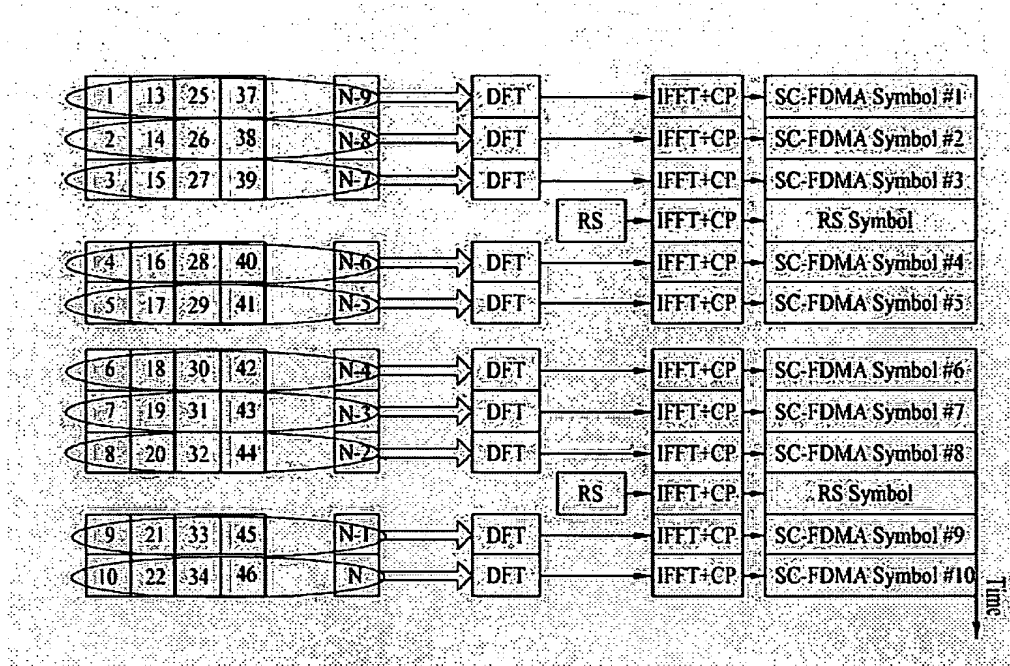 1 13 25 37 N-9 DFT IFFT+CP SC-FDMA Symbol #1
2 14 26 38 N-8 DFT IFFT+CP SC-FDMA Symbol #2
3 15 27 39 N-7 DFT IFFT+CP SC-FDMA Symbol #3
RS IFFT+CP RS Symbol
4 16 28 40 N-6 DFT IFFT+CP SC-FDMA Symbol #4
5 17 29 41 N-5 DFT IFFT+CP SC-FDMA Symbol #5
6 18 30 42 N-4 DFT IFFT+CP SC-FDMA Symbol #6
7 19 31 43 N-3 DFT IFFT+CP SC-FDMA Symbol #7
8 20 32 44 N-2 DFT IFFT+CP SC-FDMA Symbol #8
RS IFFT+CP RS Symbol
9 21 33 45 N-1 DFT IFFT+CP SC-FDMA Symbol #9
10 22 34 46 N DFT IFFT+CP SC-FDMA Symbol #10
Time